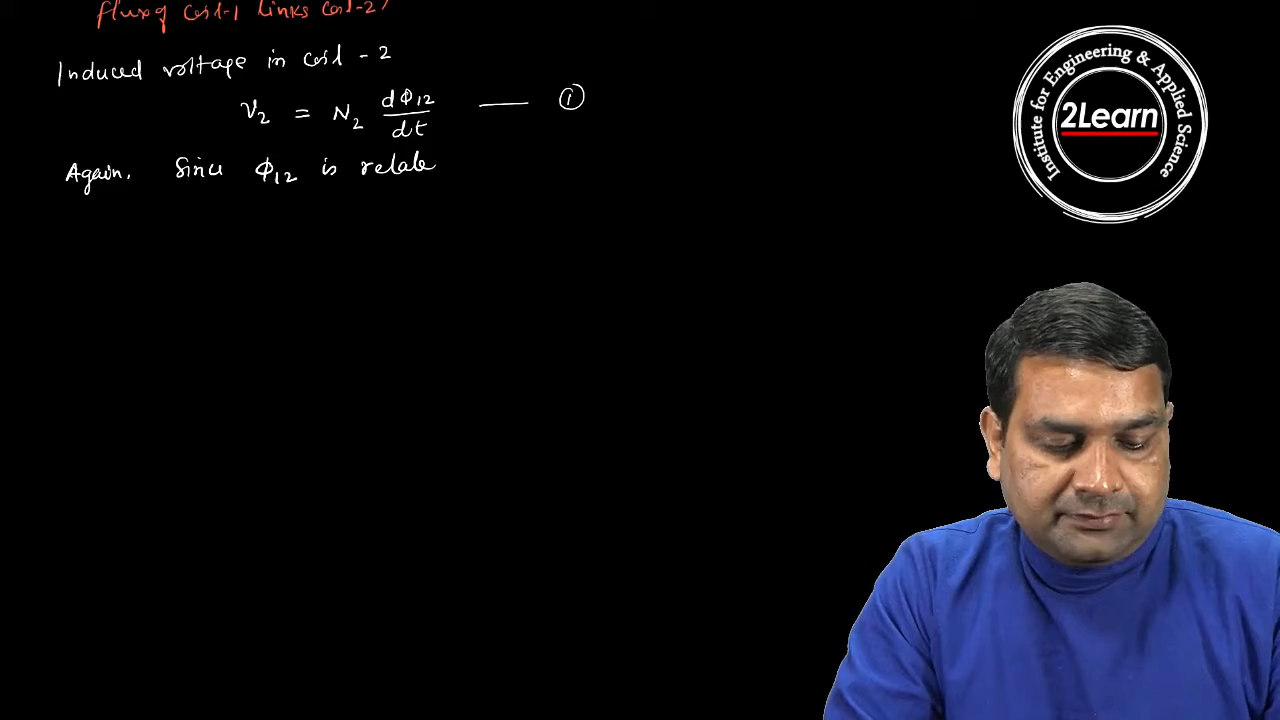 flux of coil-1 links coil-2)
Induced voltage in coil - 2
V₂ = N₂ dΦ₁₂/dt —— ①
Again. Since Φ₁₂ is relate
Institute for Engineering & Applied Science
2Learn